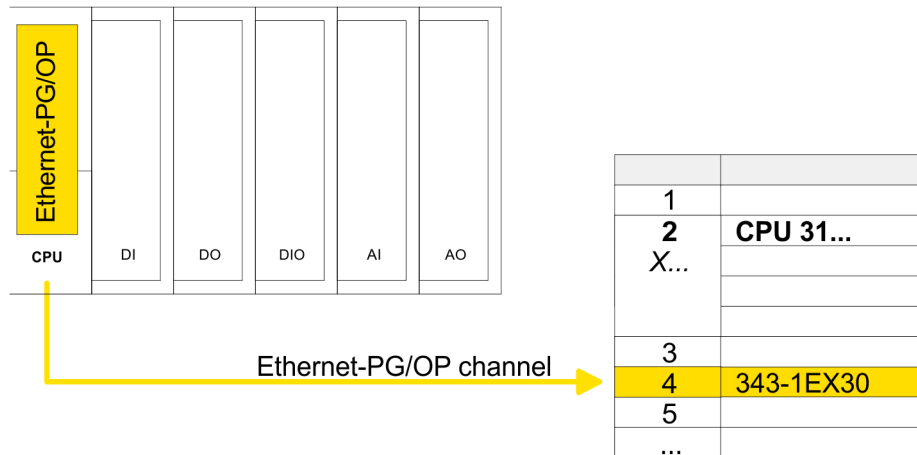 Ethernet-PG/OP
CPU
DI
DO
DIO
AI
AO
Ethernet-PG/OP channel
1
2 CPU 31...
X...
3
4 343-1EX30
5
...